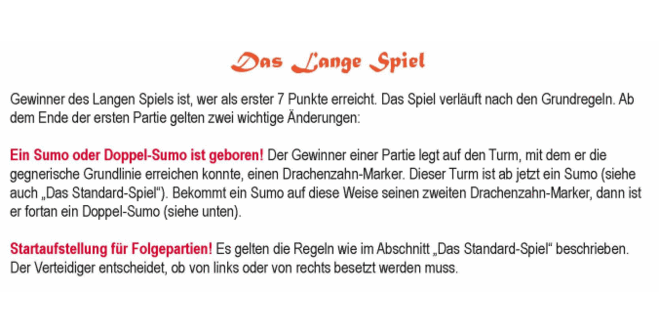 Das Lange Spiel
Gewinner des Langen Spiels ist, wer als erster 7 Punkte erreicht. Das Spiel verläuft nach den Grundregeln. Ab
dem Ende der ersten Partie gelten zwei wichtige Änderungen:
Ein Sumo oder Doppel-Sumo ist geboren! Der Gewinner einer Partie legt auf den Turm, mit dem er die
gegnerische Grundlinie erreichen konnte, einen Drachenzahn-Marker. Dieser Turm ist ab jetzt ein Sumo (siehe
auch „Das Standard-Spiel“). Bekommt ein Sumo auf diese Weise seinen zweiten Drachenzahn-Marker, dann ist
er fortan ein Doppel-Sumo (siehe unten).
Startaufstellung für Folgepartien! Es gelten die Regeln wie im Abschnitt „Das Standard-Spiel“ beschrieben.
Der Verteidiger entscheidet, ob von links oder von rechts besetzt werden muss.